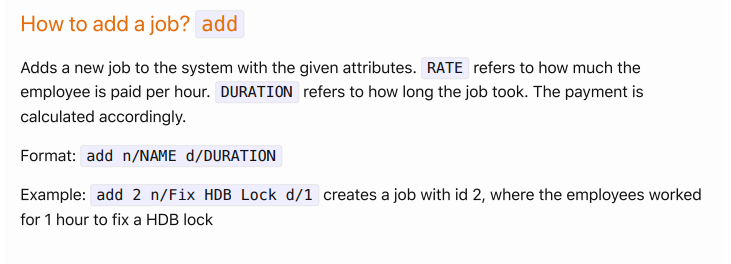 How to add a job? add
Adds a new job to the system with the given attributes. RATE refers to how much the
employee is paid per hour. DURATION refers to how long the job took. The payment is
calculated accordingly.
Format: add n/NAME d/DURATION
Example: add 2 n/Fix HDB Lock d/1 creates a job with id 2, where the employees worked
for 1 hour to fix a HDB lock